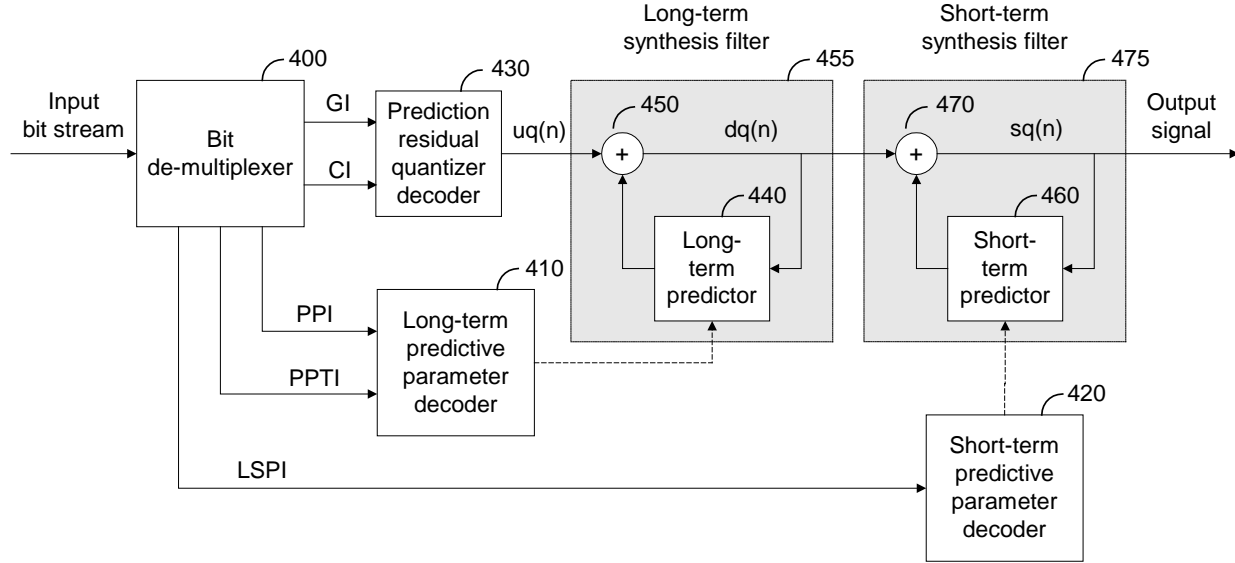 Long-term
synthesis filter
Short-term
synthesis filter
400
430
455
475
Input
bit stream
Bit
de-multiplexer
GI
CI
Prediction
residual
quantizer
decoder
uq(n)
450
+
dq(n)
470
+
sq(n)
Output
signal
440
Long-
term
predictor
460
Short-
term
predictor
410
PPI
PPTI
Long-term
predictive
parameter
decoder
420
LSPI
Short-term
predictive
parameter
decoder